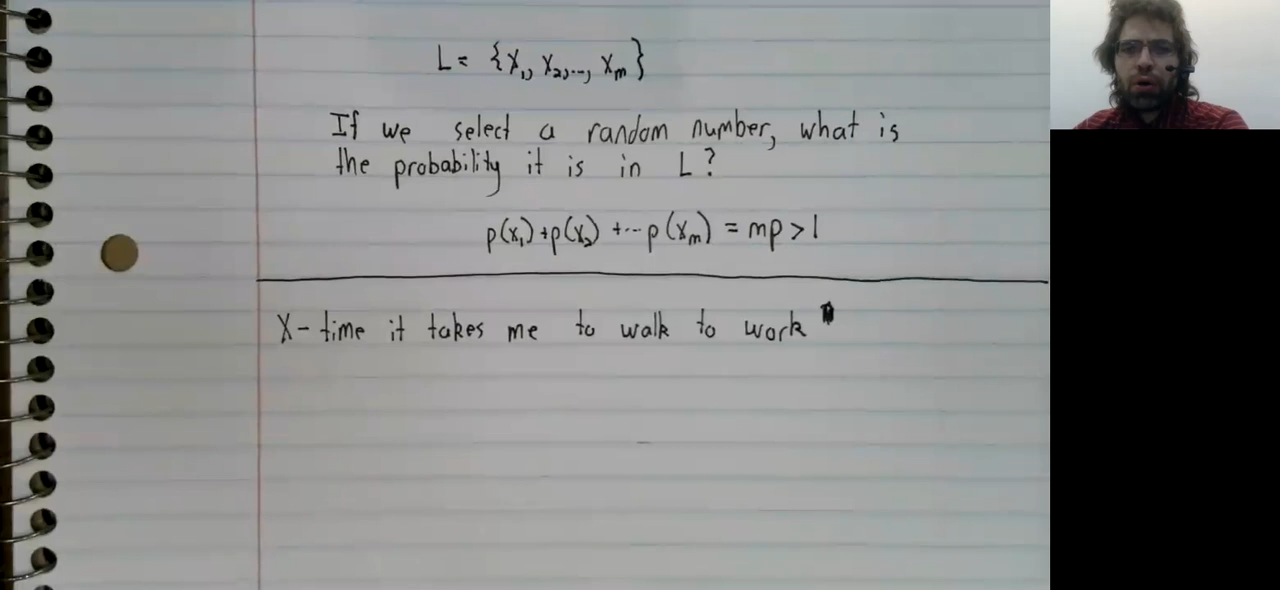 L = {x₁, x₂, ..., xₘ}
If we select a random number, what is
the probability it is in L?
p(x₁)+p(x₂) +... p(xₘ) = mp > 1
X - time it takes me to walk to work